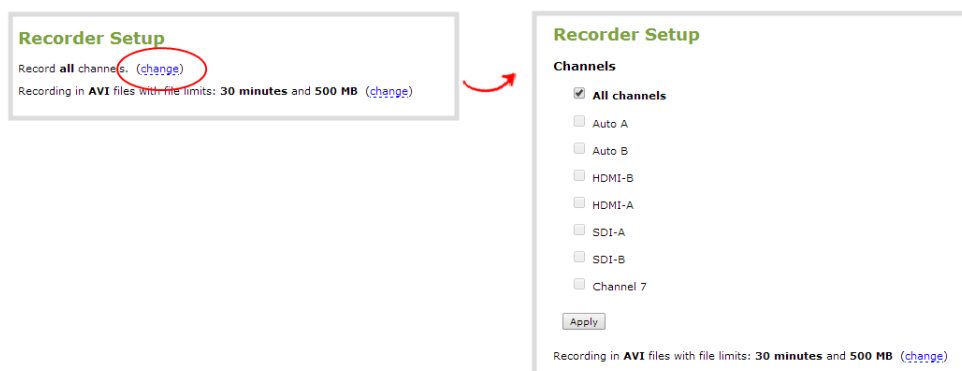 Recorder Setup
Record all channels. (change)
Recording in AVI files with file limits: 30 minutes and 500 MB (change)
Recorder Setup
Channels
All channels
Auto A
Auto B
HDMI-B
HDMI-A
SDI-A
SDI-B
Channel 7
Apply
Recording in AVI files with file limits: 30 minutes and 500 MB (change)